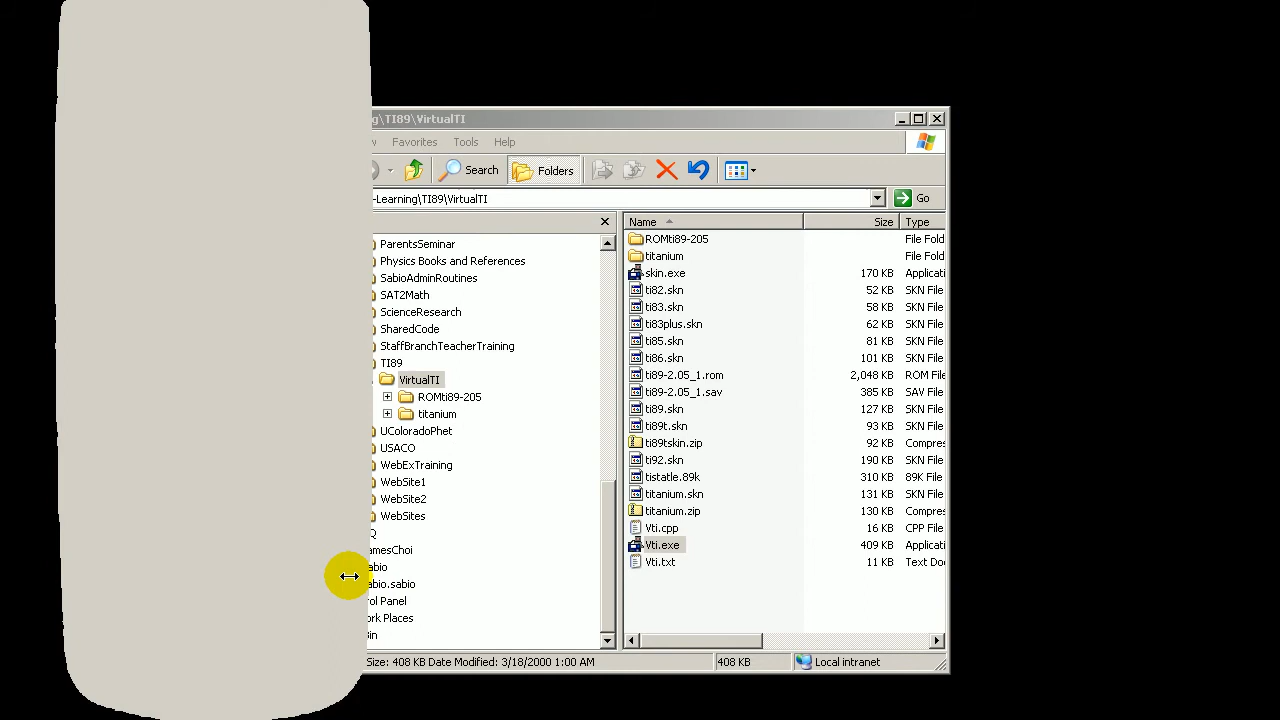 g\TI89\VirtualTI
w Favorites Tools Help
Search Folders
-Learning\TI89\VirtualTI Go
Name Size Type
ParentsSeminar
Physics Books and References
SabioAdminRoutines
SAT2Math
ScienceResearch
SharedCode
StaffBranchTeacherTraining
TI89
VirtualTI
ROMti89-205
titanium
UColoradoPhet
USACO
WebExTraining
WebSite1
WebSite2
WebSites
Q
amesChoi
abio
abio.sabio
rol Panel
ork Places
Bin
ROMti89-205 File Fold
titanium File Fold
skin.exe 170 KB Applicati
ti82.skn 52 KB SKN File
ti83.skn 58 KB SKN File
ti83plus.skn 62 KB SKN File
ti85.skn 81 KB SKN File
ti86.skn 101 KB SKN File
ti89-2.05_1.rom 2,048 KB ROM File
ti89-2.05_1.sav 385 KB SAV File
ti89.skn 127 KB SKN File
ti89t.skn 93 KB SKN File
ti89tskin.zip 92 KB Compres
ti92.skn 190 KB SKN File
tistatle.89k 310 KB 89K File
titanium.skn 131 KB SKN File
titanium.zip 130 KB Compres
Vti.cpp 16 KB CPP File
Vti.exe 409 KB Applicati
Vti.txt 11 KB Text Doc
Size: 408 KB Date Modified: 3/18/2000 1:00 AM 408 KB Local intranet